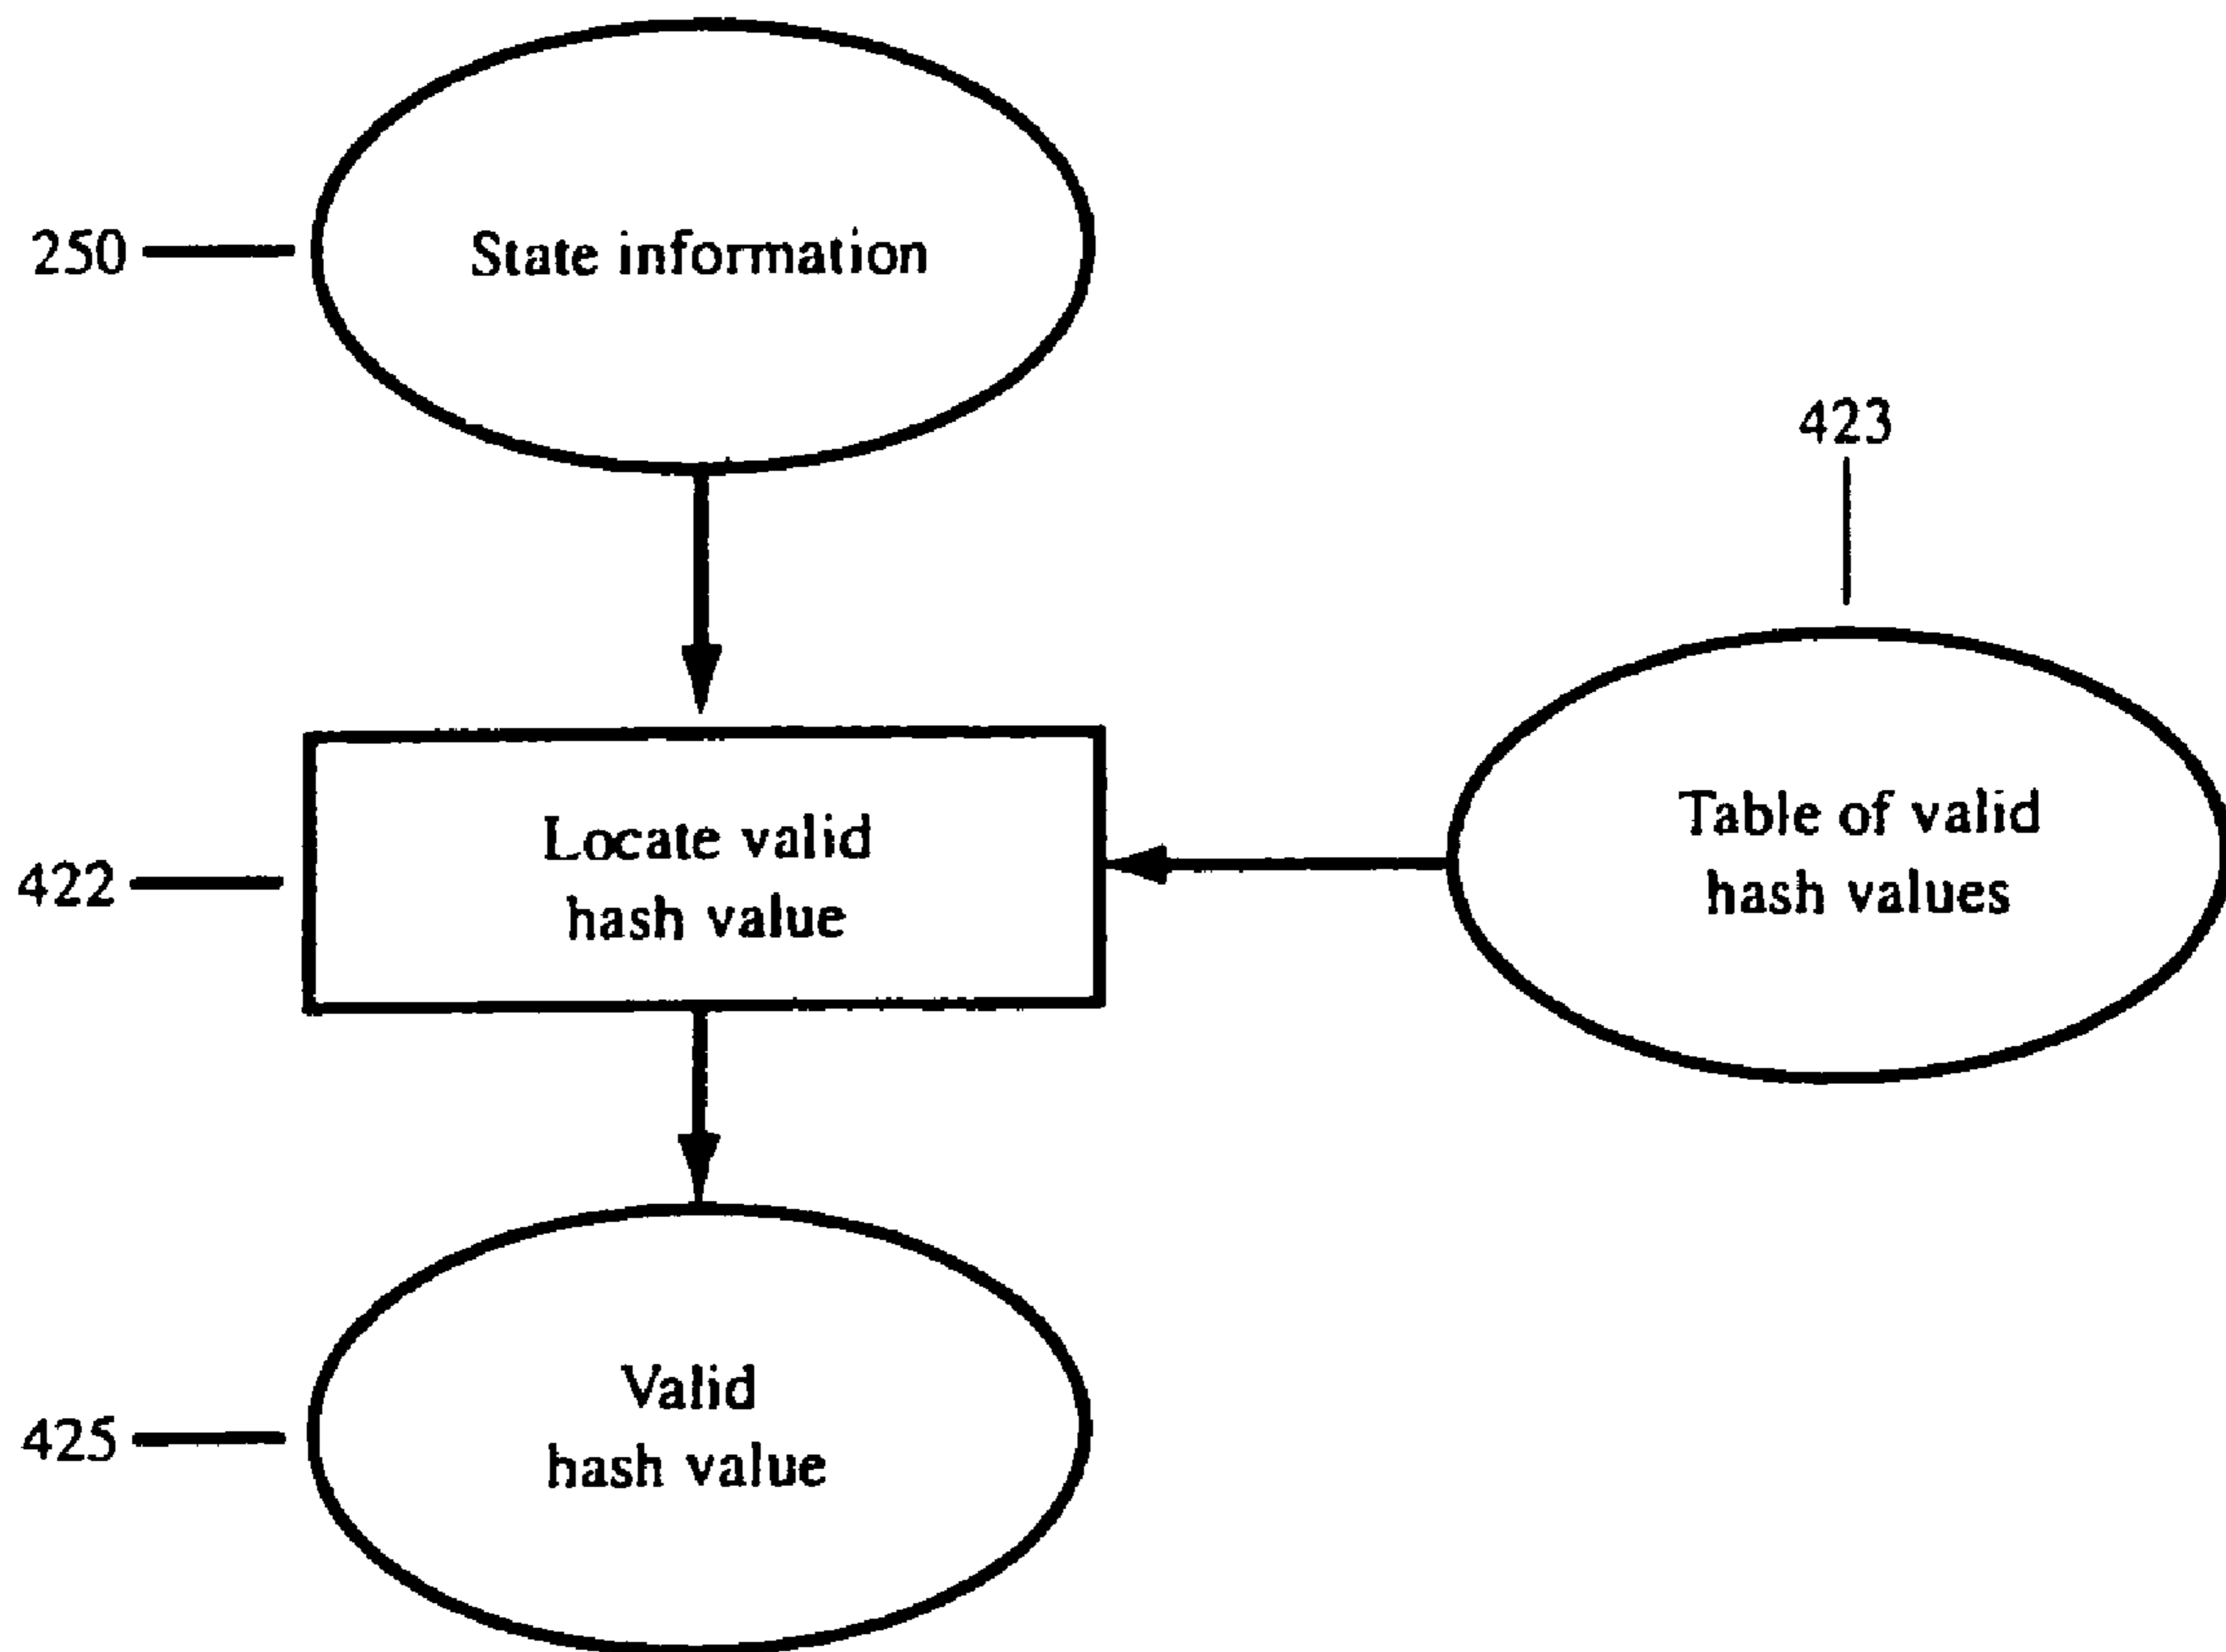 250
State information
423
422
Locate valid
hash value
Table of valid
hash values
425
Valid
hash value